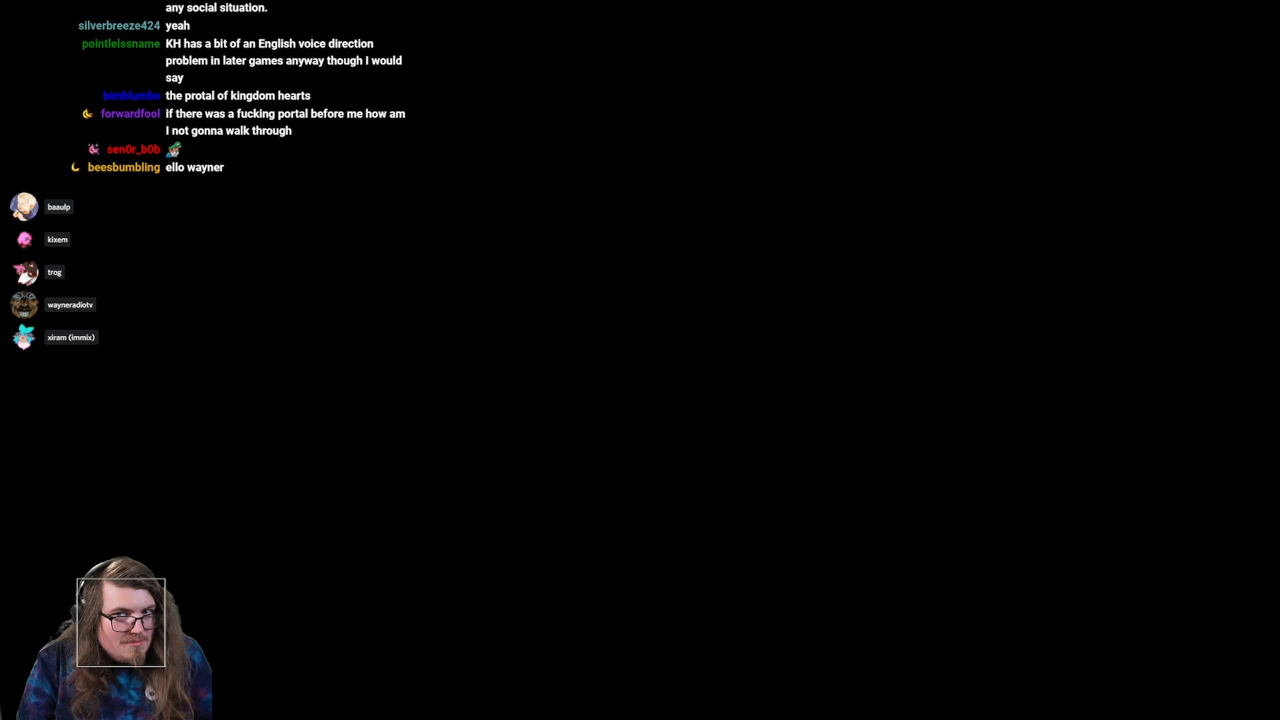 any social situation.
silverbreeze424 yeah
pointlelssname KH has a bit of an English voice direction
problem in later games anyway though I would
say
bimblumbo the protal of kingdom hearts
forwardfool If there was a fucking portal before me how am
I not gonna walk through
sen0r_b0b
beesbumbling ello wayner
baaulp
kixem
trog
wayneradiotv
xiram (immix)